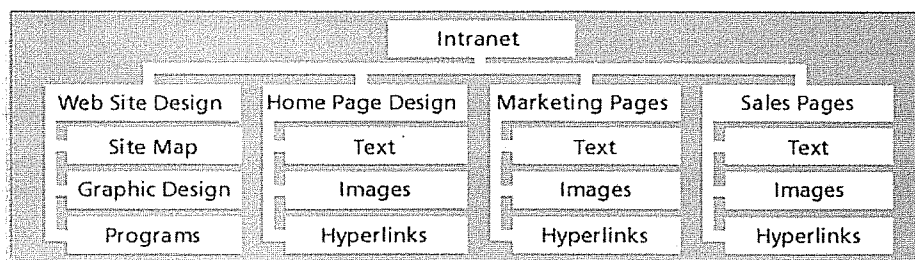 Intranet
Web Site Design Home Page Design Marketing Pages Sales Pages
Site Map Text Text Text
Graphic Design Images Images Images
Programs Hyperlinks Hyperlinks Hyperlinks